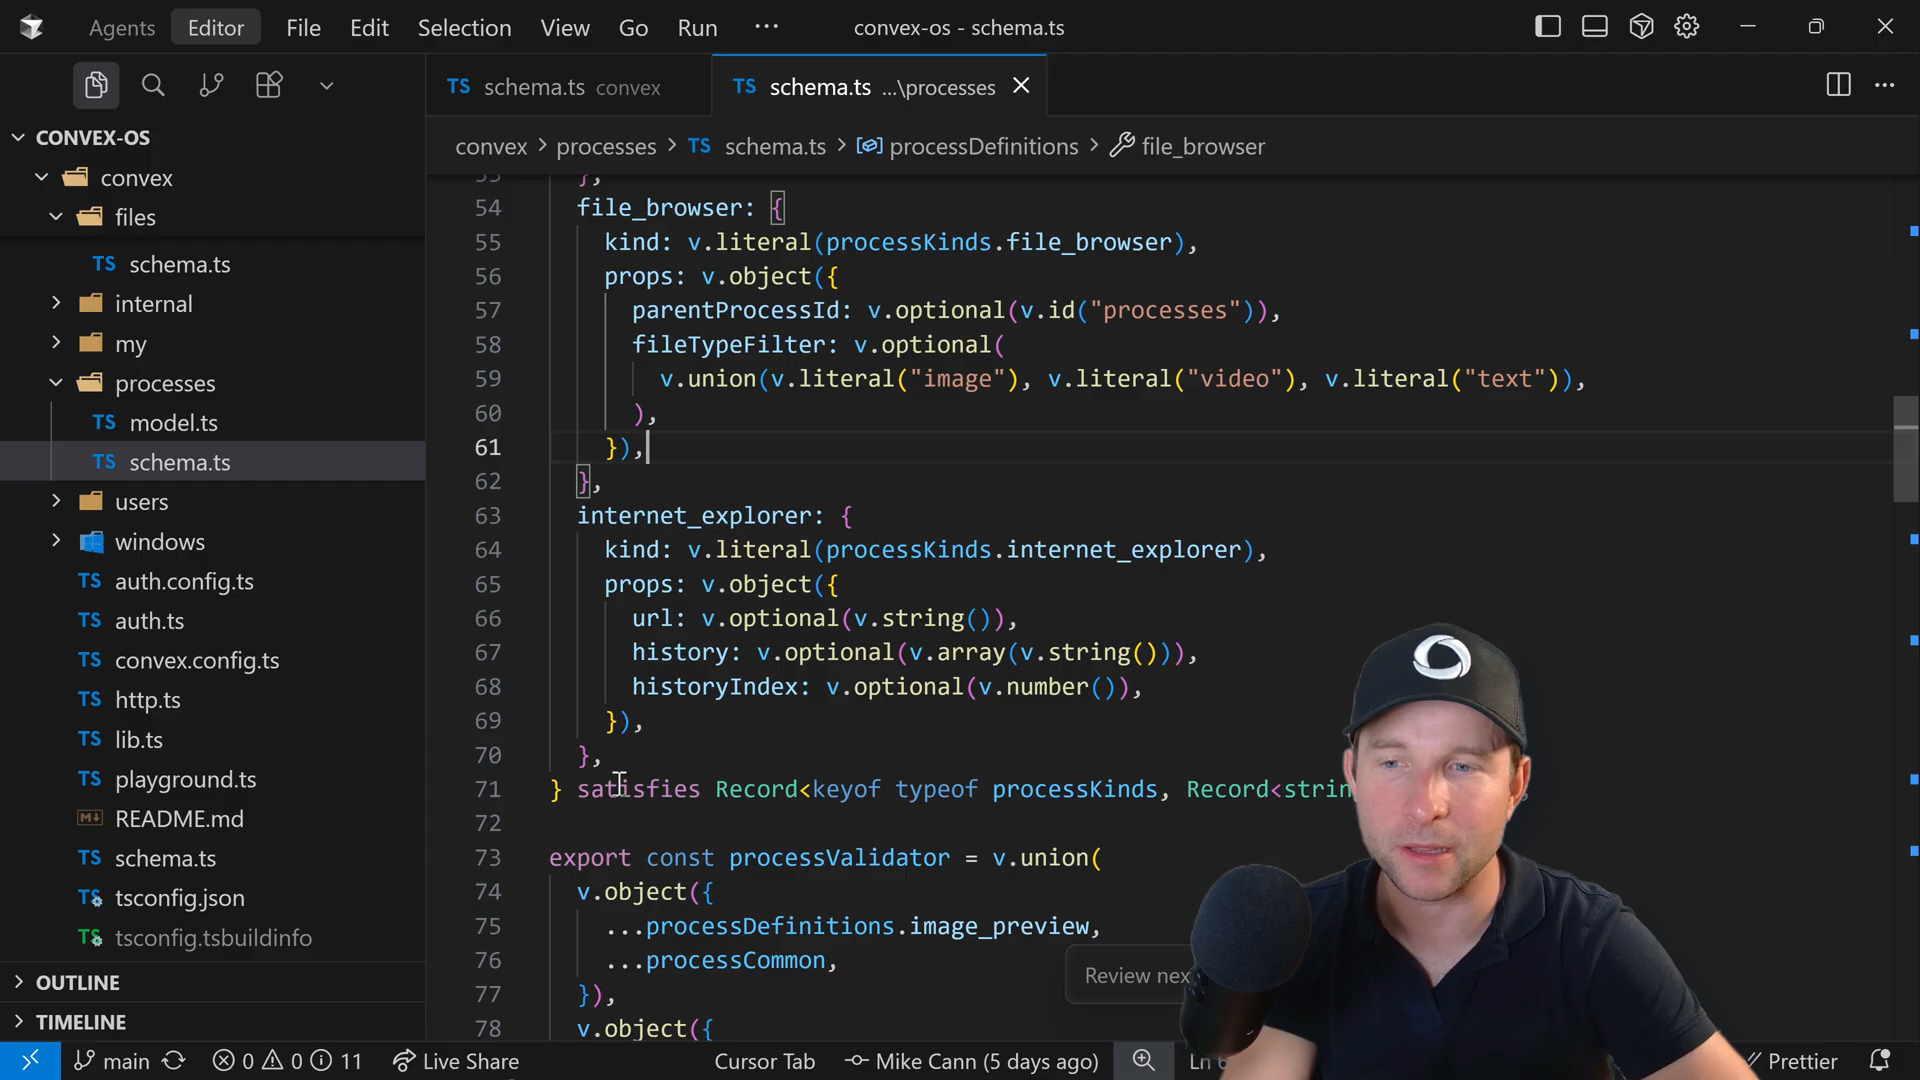 Agents Editor File Edit Selection View Go Run ··· convex-os - schema.ts
TS schema.ts convex TS schema.ts ...\processes
CONVEX-OS
convex > processes > TS schema.ts > processDefinitions > file_browser
convex
files
TS schema.ts
internal
my
processes
TS model.ts
TS schema.ts
users
windows
TS auth.config.ts
TS auth.ts
TS convex.config.ts
TS http.ts
TS lib.ts
TS playground.ts
README.md
TS schema.ts
TS tsconfig.json
TS tsconfig.tsbuildinfo
OUTLINE
TIMELINE
53 },
54 file_browser: {
55 kind: v.literal(processKinds.file_browser),
56 props: v.object({
57 parentProcessId: v.optional(v.id("processes")),
58 fileTypeFilter: v.optional(
59 v.union(v.literal("image"), v.literal("video"), v.literal("text")),
60 ),
61 }),
62 },
63 internet_explorer: {
64 kind: v.literal(processKinds.internet_explorer),
65 props: v.object({
66 url: v.optional(v.string()),
67 history: v.optional(v.array(v.string())),
68 historyIndex: v.optional(v.number()),
69 }),
70 },
71 } satisfies Record<keyof typeof processKinds, Record<strin
72
73 export const processValidator = v.union(
74 v.object({
75 ...processDefinitions.image_preview,
76 ...processCommon,
77 }),
78 v.object({
Review nex
main 0 0 11 Live Share Cursor Tab Mike Cann (5 days ago) Ln 6 Prettier